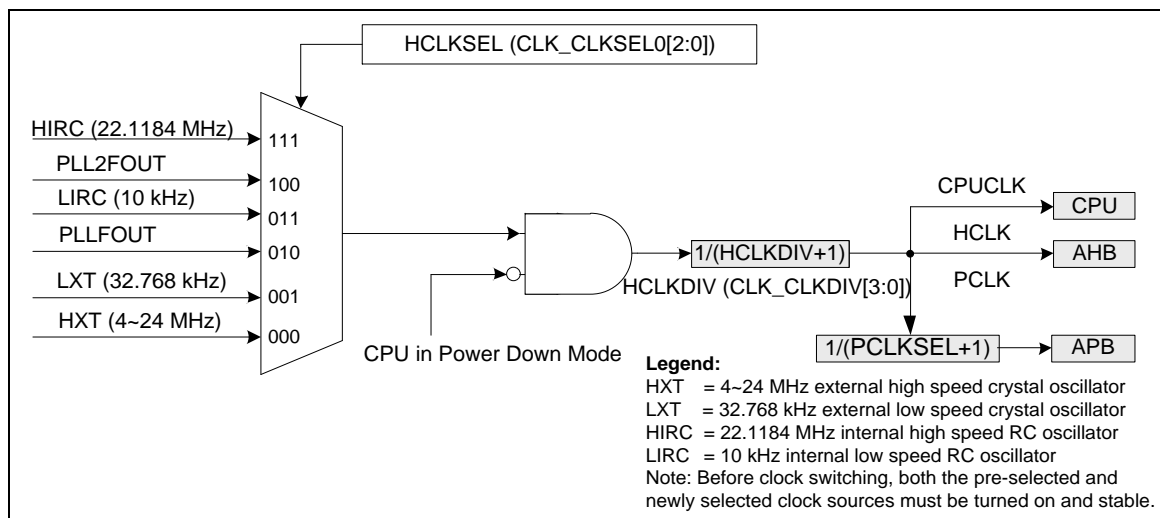 HCLKSEL (CLK_CLKSEL0[2:0])
HIRC (22.1184 MHz)
111
PLL2FOUT
100
LIRC (10 kHz)
011
PLLFOUT
010
LXT (32.768 kHz)
001
HXT (4~24 MHz)
000
CPU in Power Down Mode
1/(HCLKDIV+1)
HCLKDIV (CLK_CLKDIV[3:0])
CPUCLK
CPU
HCLK
AHB
PCLK
1/(PCLKSEL+1)
APB
Legend:
HXT = 4~24 MHz external high speed crystal oscillator
LXT = 32.768 kHz external low speed crystal oscillator
HIRC = 22.1184 MHz internal high speed RC oscillator
LIRC = 10 kHz internal low speed RC oscillator
Note: Before clock switching, both the pre-selected and
newly selected clock sources must be turned on and stable.